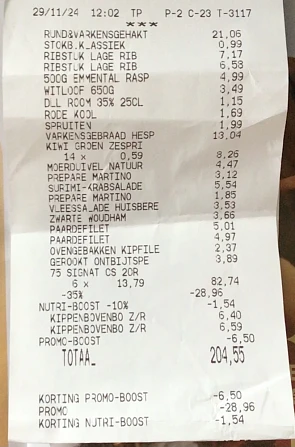 29/11/24 12:02 TP P-2 C-23 T-3117
***
RUND&VARKENSGEHAKT 21,06
STOKB.KLASSIEK 0,99
RIBSTUK LAGE RIB 7,17
RIBSTUK LAGE RIB 6,58
500G EMMENTAL RASP 4,99
WITLOOF 650G 3,49
DLL ROOM 35% 25CL 1,15
RODE KOOL 1,69
SPRUITEN 1,99
VARKENSGEBRAAD HESP 13,04
KIWI GROEN ZESPRI
14 x 0,59 8,26
MOERDUIVEL NATUUR 4,47
PREPARE MARTINO 3,12
SURIMI-KRABSALADE 5,54
PREPARE MARTINO 1,85
VLEESSALADE HUISBERE 3,53
ZWARTE WOUDHAM 3,66
PAARDEFILET 5,01
PAARDEFILET 4,97
OVENGEBAKKEN KIPFILE 2,37
GEROOKT ONTBIJTSPE 3,89
75 SIGNAT CS 20R
6 x 13,79 82,74
-35% -28,96
NUTRI-BOOST -10% -1,54
KIPPENBOVENBO Z/R 6,40
KIPPENBOVENBO Z/R 6,59
PROMO-BOOST -6,50
TOTAAL 204,55
KORTING PROMO-BOOST -6,50
PROMO -28,96
KORTING NUTRI-BOOST -1,54